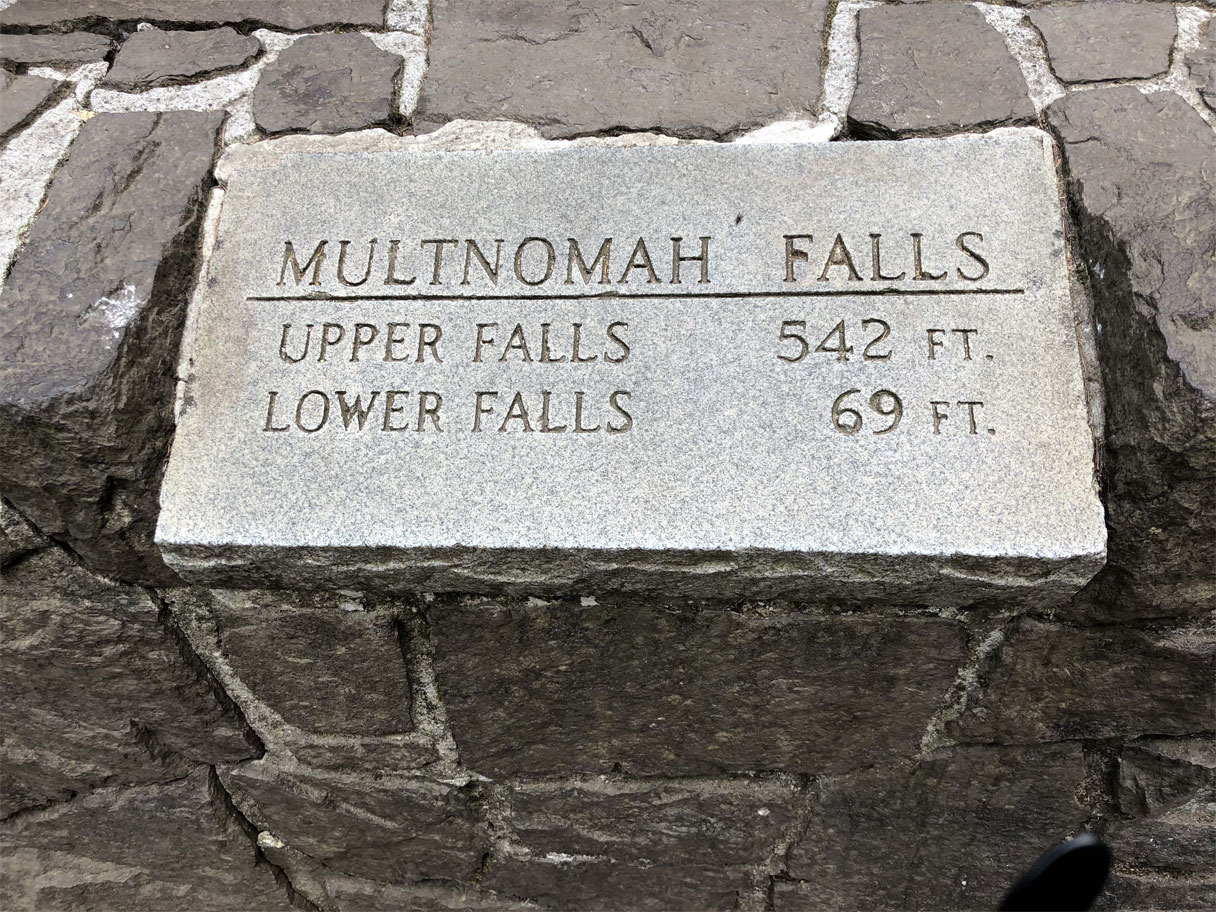 MULTNOMAH FALLS
UPPER FALLS 542 FT.
LOWER FALLS 69 FT.